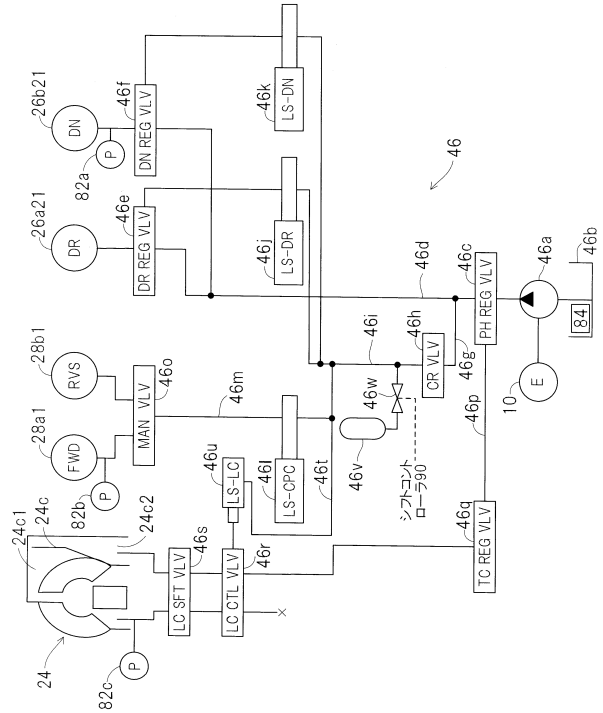 26b21
DN
P
82a
46f
DN REG VLV
LS-DN
46k
26a21
DR
46e
DR REG VLV
LS-DR
46j
46
28b1
RVS
28a1
FWD
P
82b
46o
MAN VLV
46m
46u
LS-LC
46l
LS-CPC
46t
46i
46v
46w
シフトコント
ローラ90
46h
CR VLV
46g
46d
46c
PH REG VLV
46a
46b
84
10
E
46p
46q
TC REG VLV
24c1
24c
24c2
24
P
82c
46s
LC SFT VLV
46r
LC CTL VLV